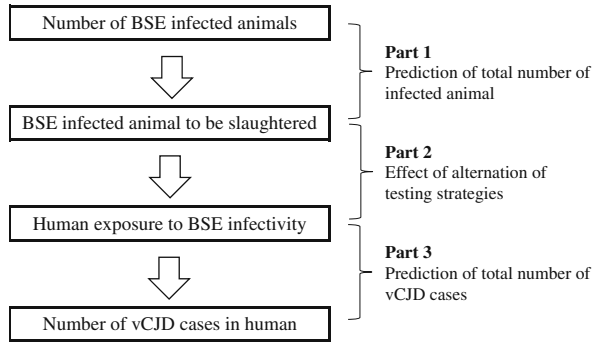 Number of BSE infected animals
Part 1
Prediction of total number of
infected animal
BSE infected animal to be slaughtered
Part 2
Effect of alternation of
testing strategies
Human exposure to BSE infectivity
Part 3
Prediction of total number of
vCJD cases
Number of vCJD cases in human